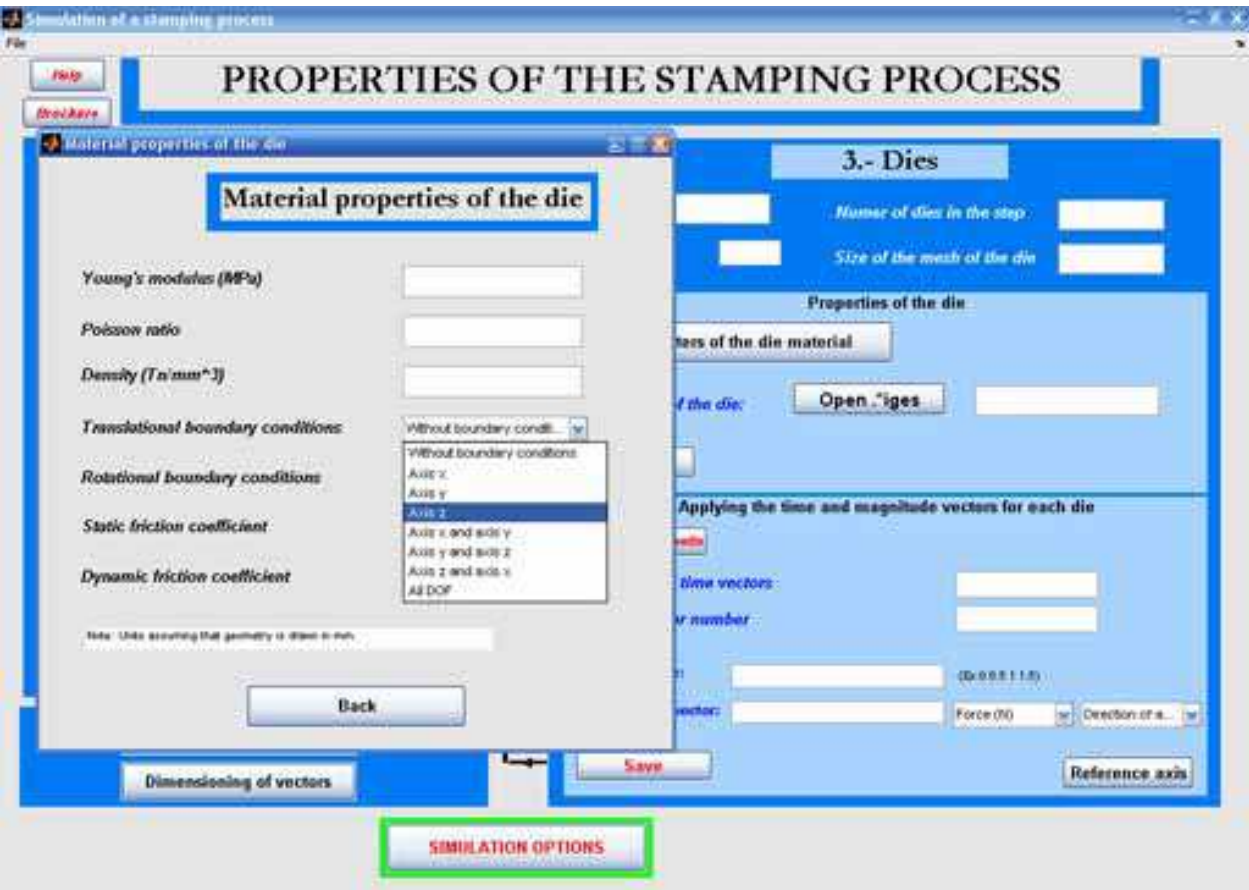 Simulation of a stamping process
File
Help
Brochure
PROPERTIES OF THE STAMPING PROCESS
Material properties of the die
Material properties of the die
Young's modulus (MPa)
Poisson ratio
Density (Tn/mm^3)
Translational boundary conditions
Without boundary conditi...
Without boundary conditions
Axis x
Axis y
Axis z
Axis x and axis y
Axis y and axis z
Axis z and axis x
All DOF
Rotational boundary conditions
Static friction coefficient
Dynamic friction coefficient
Note: Units assuming that geometry is drawn in mm.
Back
3.- Dies
Numer of dies in the step
Size of the mesh of the die
Properties of the die
of the die material
of the die:
Open .*iges
Applying the time and magnitude vectors for each die
time vectors
number
vector:
Force (N)
Direction of a...
Save
Reference axis
Dimensioning of vectors
SIMULATION OPTIONS